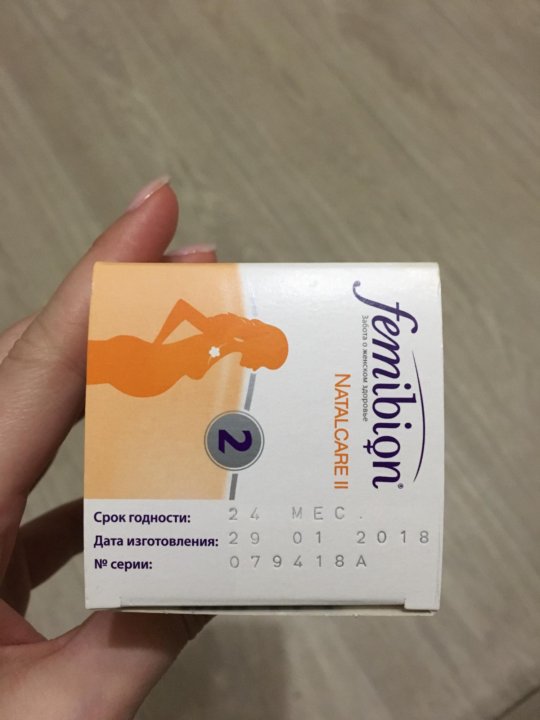 femibion®
Забота о женском здоровье
NATALCARE II
2
Срок годности: 24 МЕС.
Дата изготовления: 29 01 2018
№ серии: 079418А